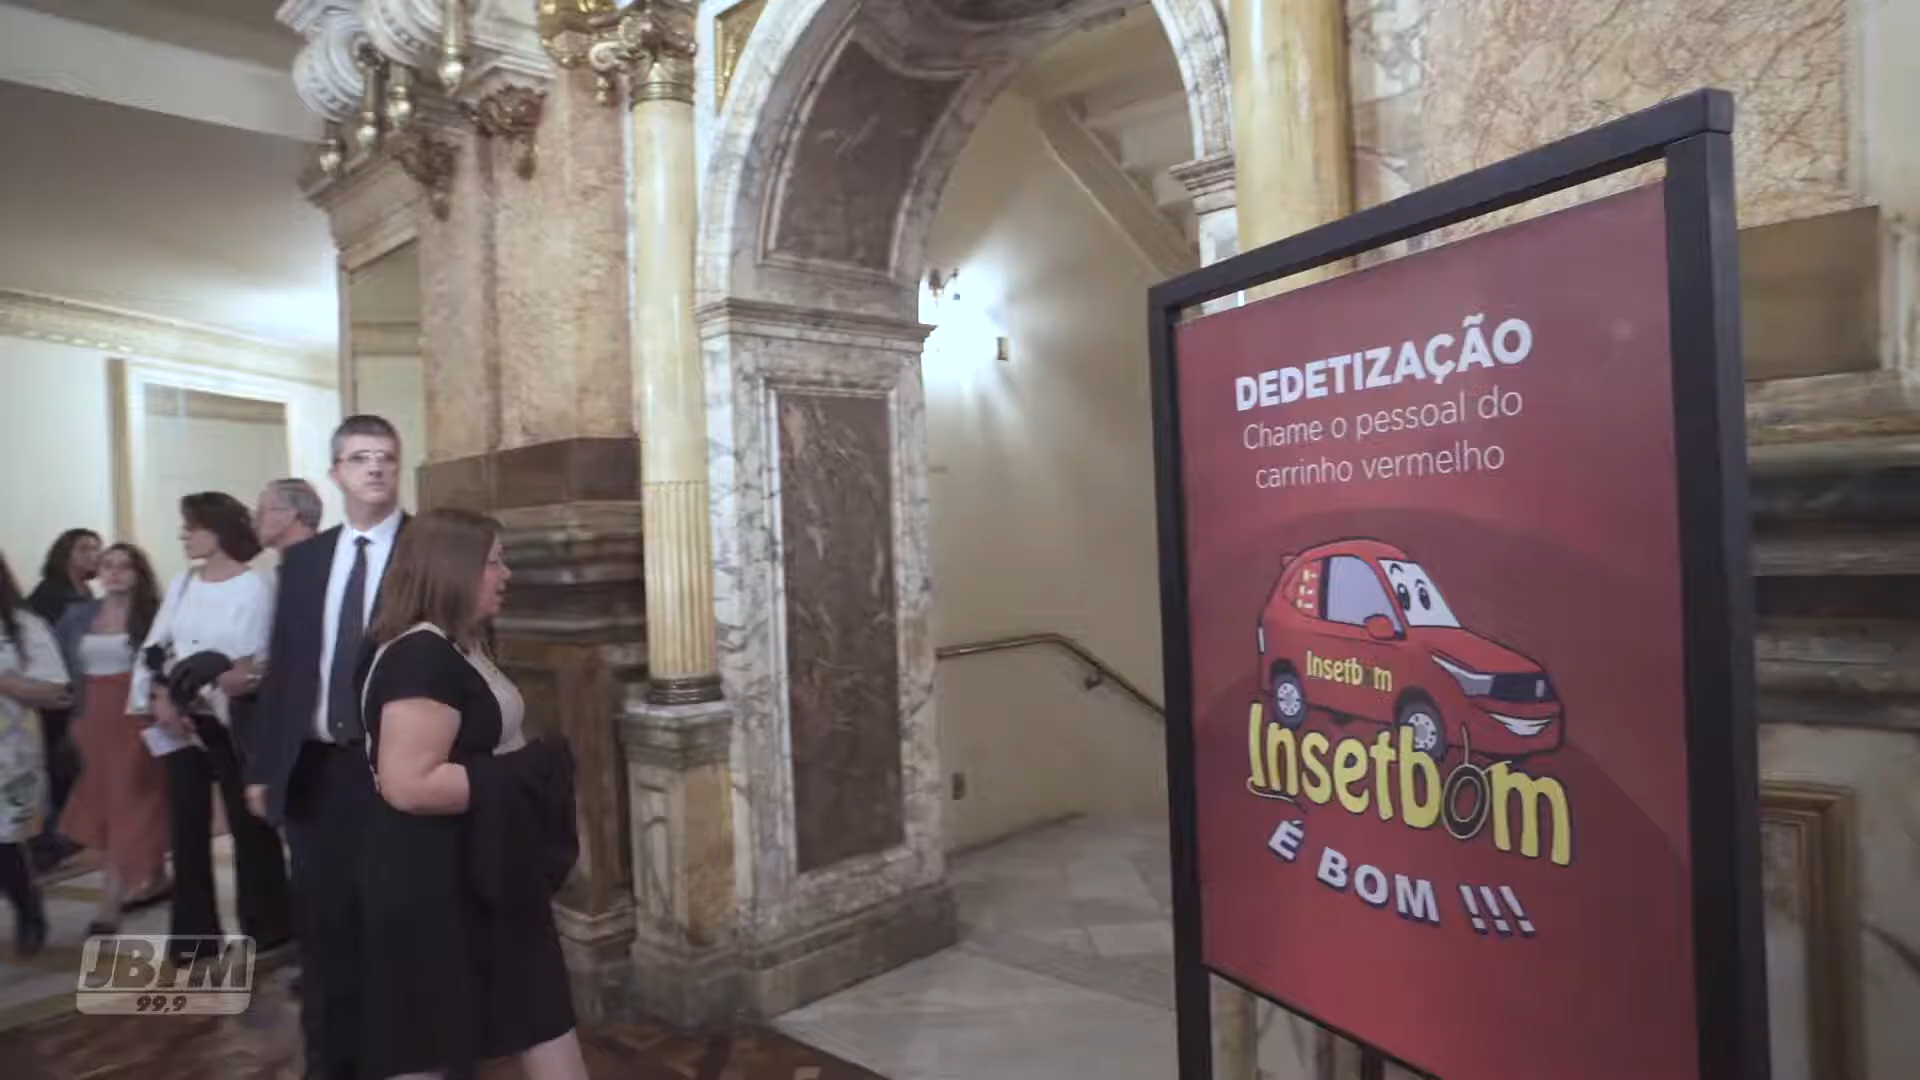 DEDETIZAÇÃO
Chame o pessoal do
carrinho vermelho
Insetbom
Insetbom
É BOM !!!
JBFM
99,9